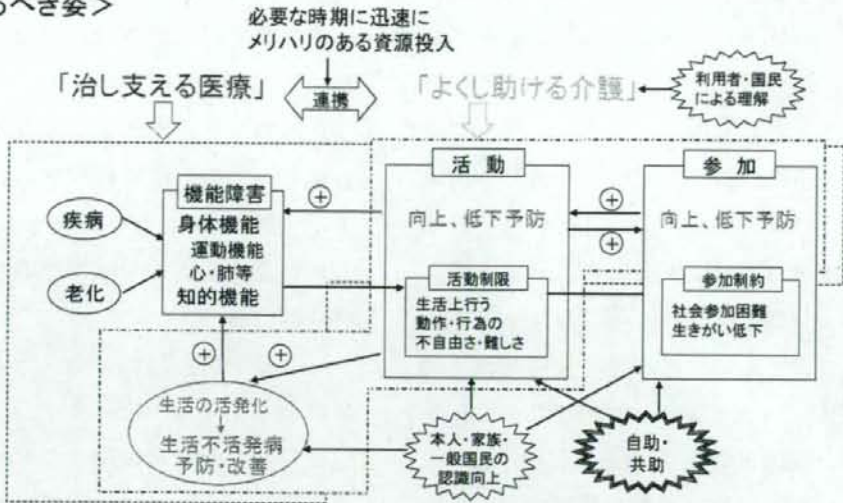 るべき姿＞
必要な時期に迅速に
メリハリのある資源投入
「治し支える医療」
連携
「よくし助ける介護」
利用者・国民
による理解
活 動
参 加
機能障害
身体機能
運動機能
心・肺等
知的機能
疾病
老化
＋
向上、低下予防
＋
＋
向上、低下予防
活動制限
生活上行う
動作・行為の
不自由さ・難しさ
参加制約
社会参加困難
生きがい低下
＋
＋
生活の活発化
生活不活発病
予防・改善
本人・家族・
一般国民の
認識向上
自助・
共助